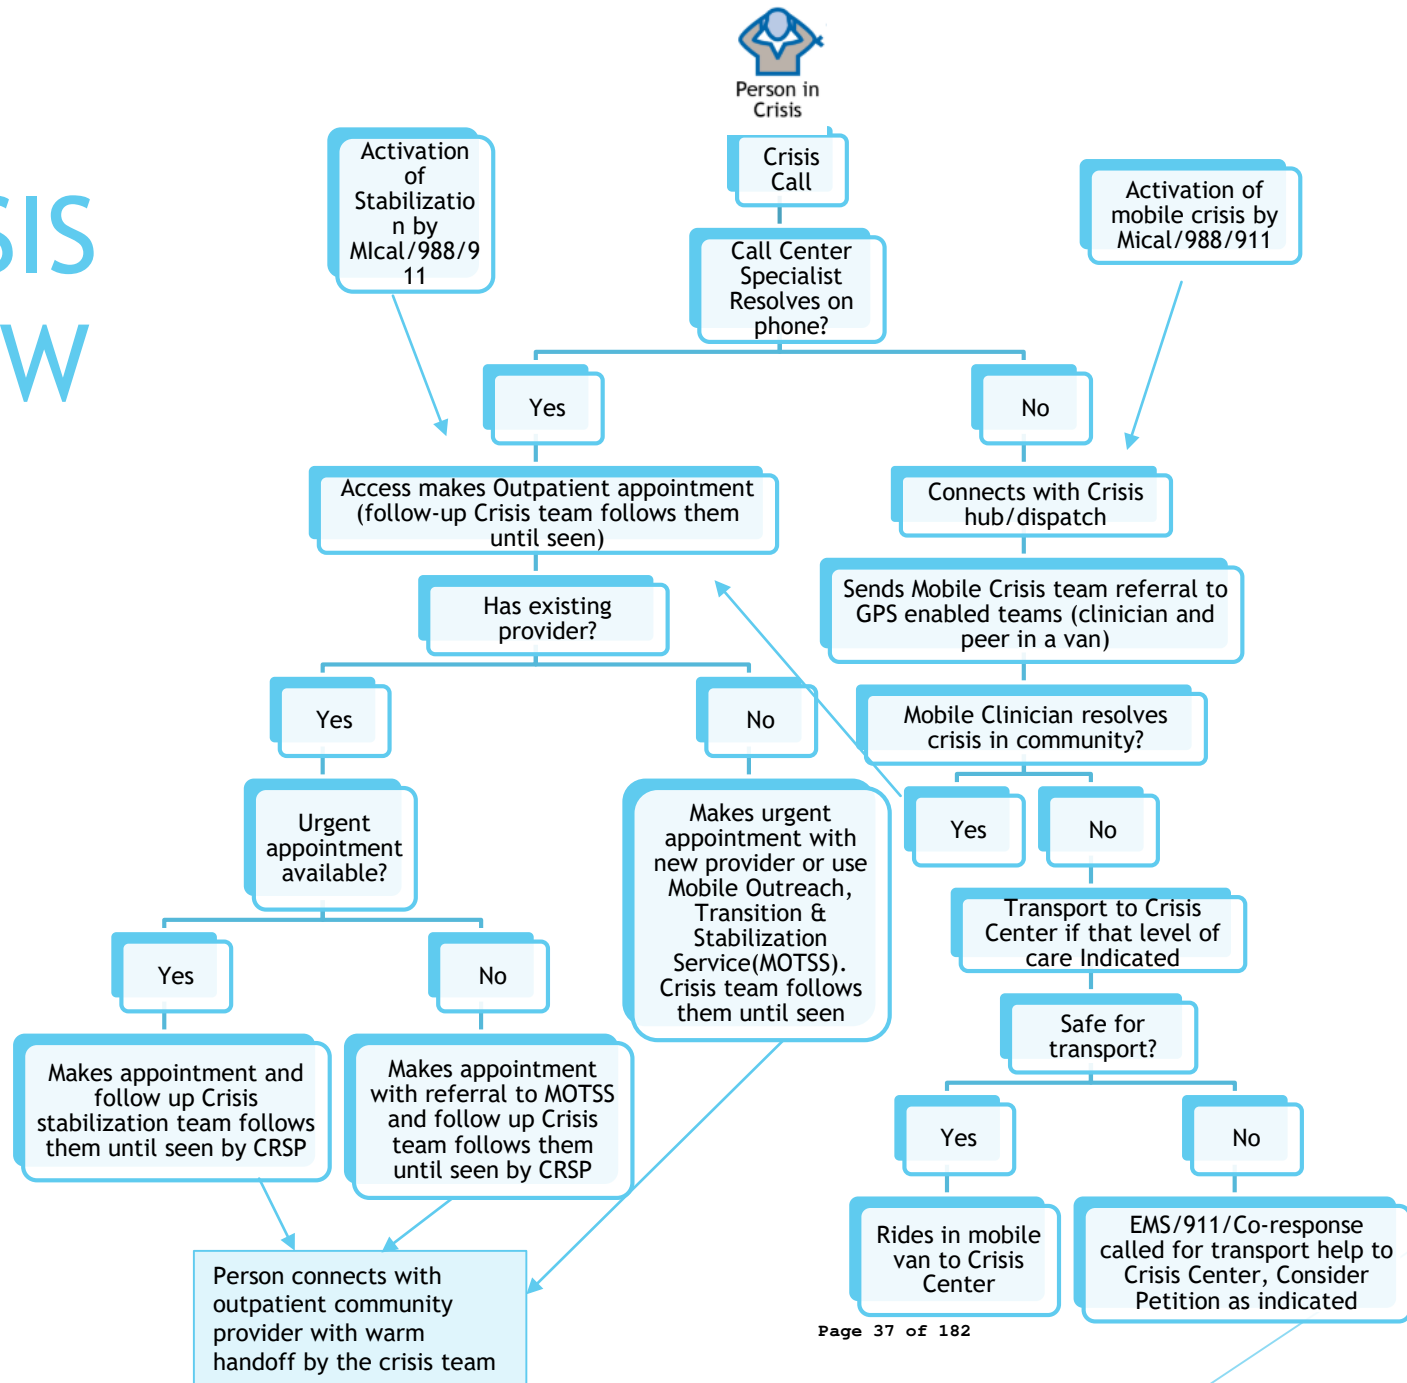 Person in
Crisis
SIS
W
Activation
of
Stabilizatio
n by
MIcal/988/9
11
Crisis
Call
Activation of
mobile crisis by
Mical/988/911
Call Center
Specialist
Resolves on
phone?
Yes
No
Access makes Outpatient appointment
(follow-up Crisis team follows them
until seen)
Connects with Crisis
hub/dispatch
Has existing
provider?
Sends Mobile Crisis team referral to
GPS enabled teams (clinician and
peer in a van)
Yes
No
Mobile Clinician resolves
crisis in community?
Urgent
appointment
available?
Makes urgent
appointment with
new provider or use
Mobile Outreach,
Transition &
Stabilization
Service(MOTSS).
Crisis team follows
them until seen
Yes
No
Transport to Crisis
Center if that level of
care Indicated
Yes
No
Safe for
transport?
Makes appointment and
follow up Crisis
stabilization team follows
them until seen by CRSP
Makes appointment
with referral to MOTSS
and follow up Crisis
team follows them
until seen by CRSP
Yes
No
Rides in mobile
van to Crisis
Center
EMS/911/Co-response
called for transport help to
Crisis Center, Consider
Petition as indicated
Person connects with
outpatient community
provider with warm
handoff by the crisis team
Page 37 of 182